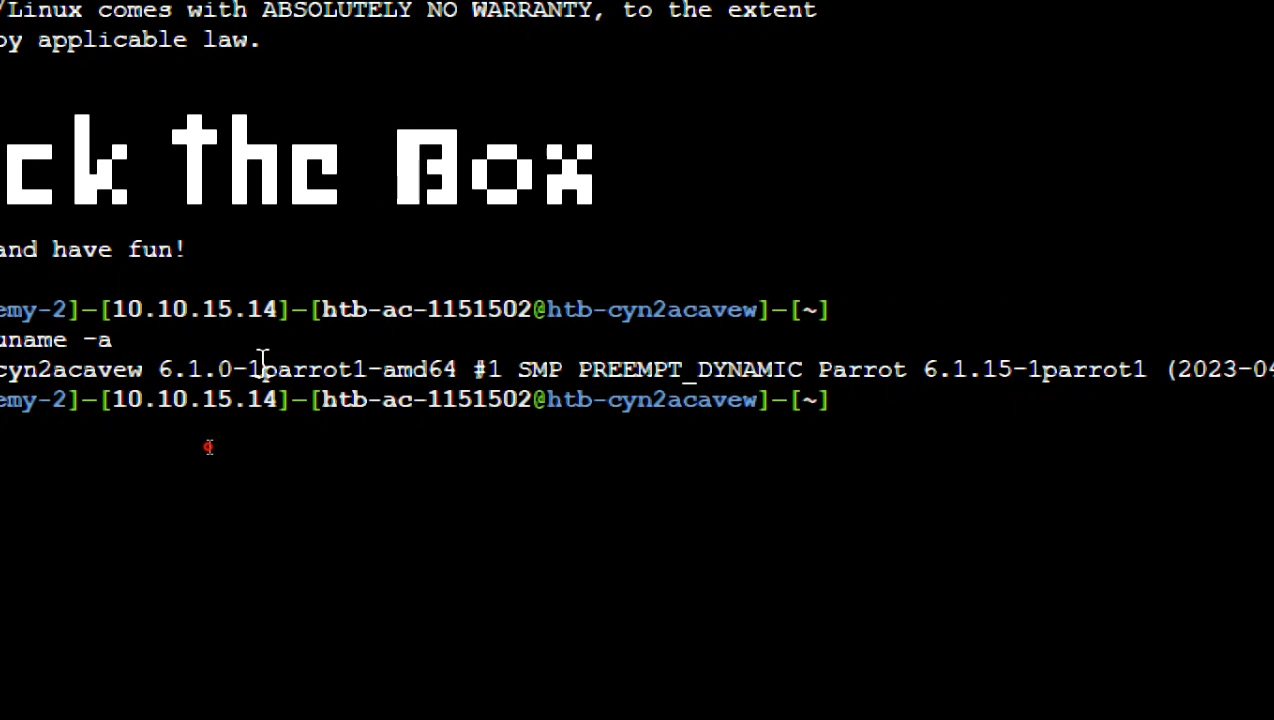 /Linux comes with ABSOLUTELY NO WARRANTY, to the extent
by applicable law.
ck the Box
and have fun!
emy-2]—[10.10.15.14]—[htb-ac-1151502@htb-cyn2acavew]—[~]
uname -a
cyn2acavew 6.1.0-1parrot1-amd64 #1 SMP PREEMPT_DYNAMIC Parrot 6.1.15-1parrot1 (2023-04
emy-2]—[10.10.15.14]—[htb-ac-1151502@htb-cyn2acavew]—[~]